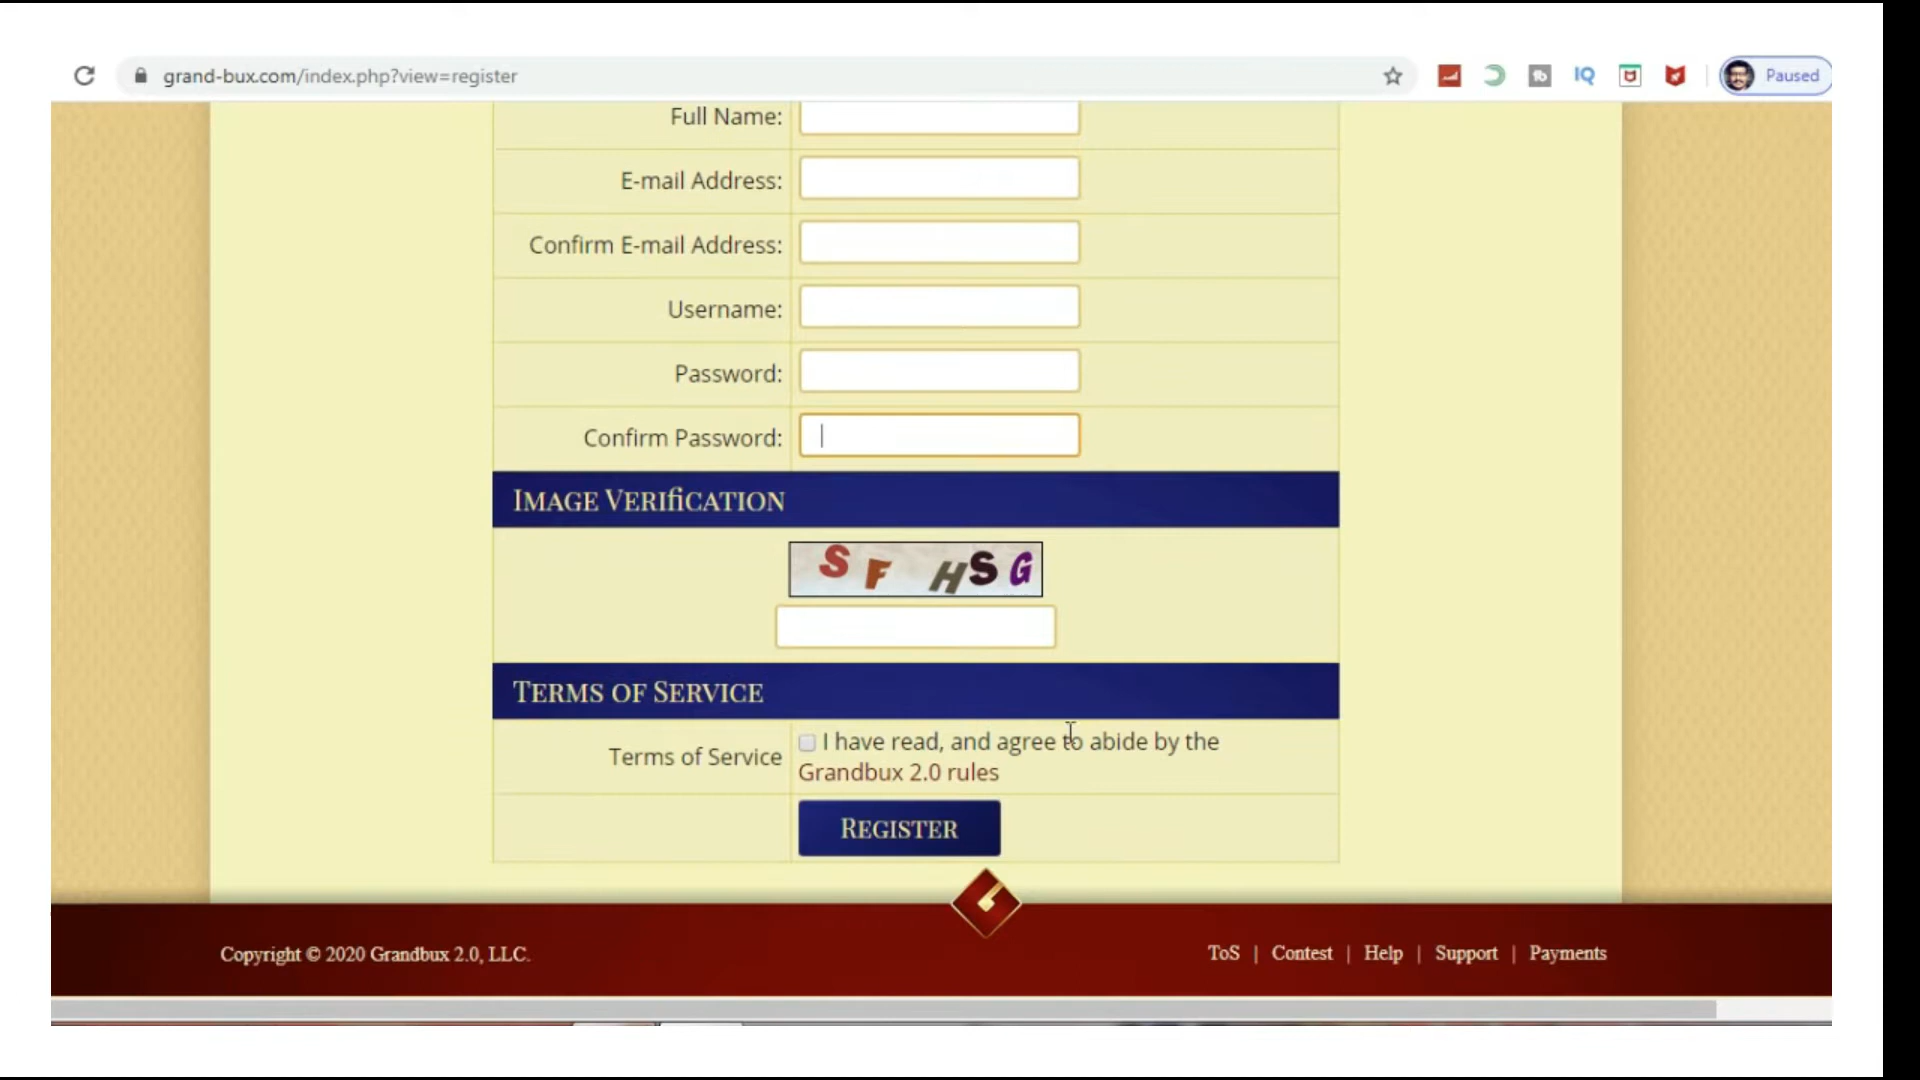 grand-bux.com/index.php?view=register
IQ
Paused
Full Name:
E-mail Address:
Confirm E-mail Address:
Username:
Password:
Confirm Password:
Image Verification
S F HSG
Terms of Service
Terms of Service
I have read, and agree to abide by the
Grandbux 2.0 rules
Register
Copyright © 2020 Grandbux 2.0, LLC.
ToS | Contest | Help | Support | Payments